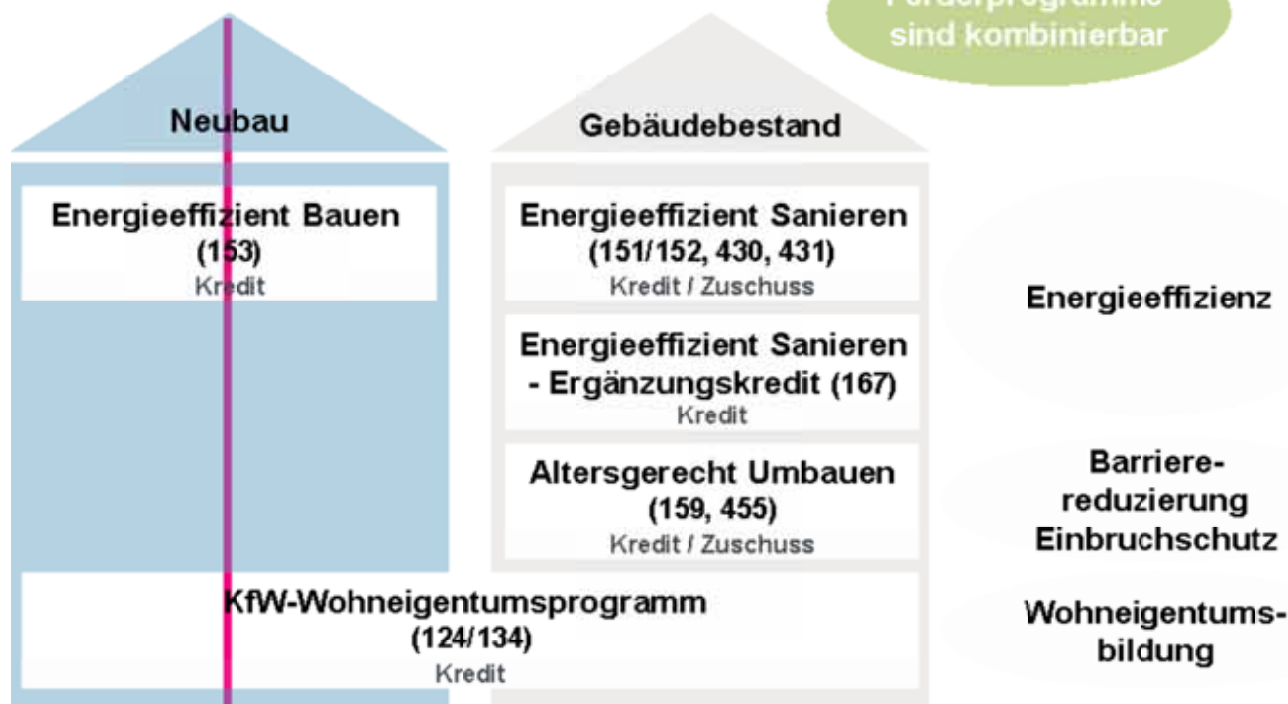 Förderprogramme
sind kombinierbar
Neubau
Gebäudebestand
Energieeffizient Bauen
(153)
Kredit
Energieeffizient Sanieren
(151/152, 430, 431)
Kredit / Zuschuss
Energieeffizienz
Energieeffizient Sanieren
- Ergänzungskredit (167)
Kredit
Altersgerecht Umbauen
(159, 455)
Kredit / Zuschuss
Barriere-
reduzierung
Einbruchschutz
KfW-Wohneigentumsprogramm
(124/134)
Kredit
Wohneigentums-
bildung